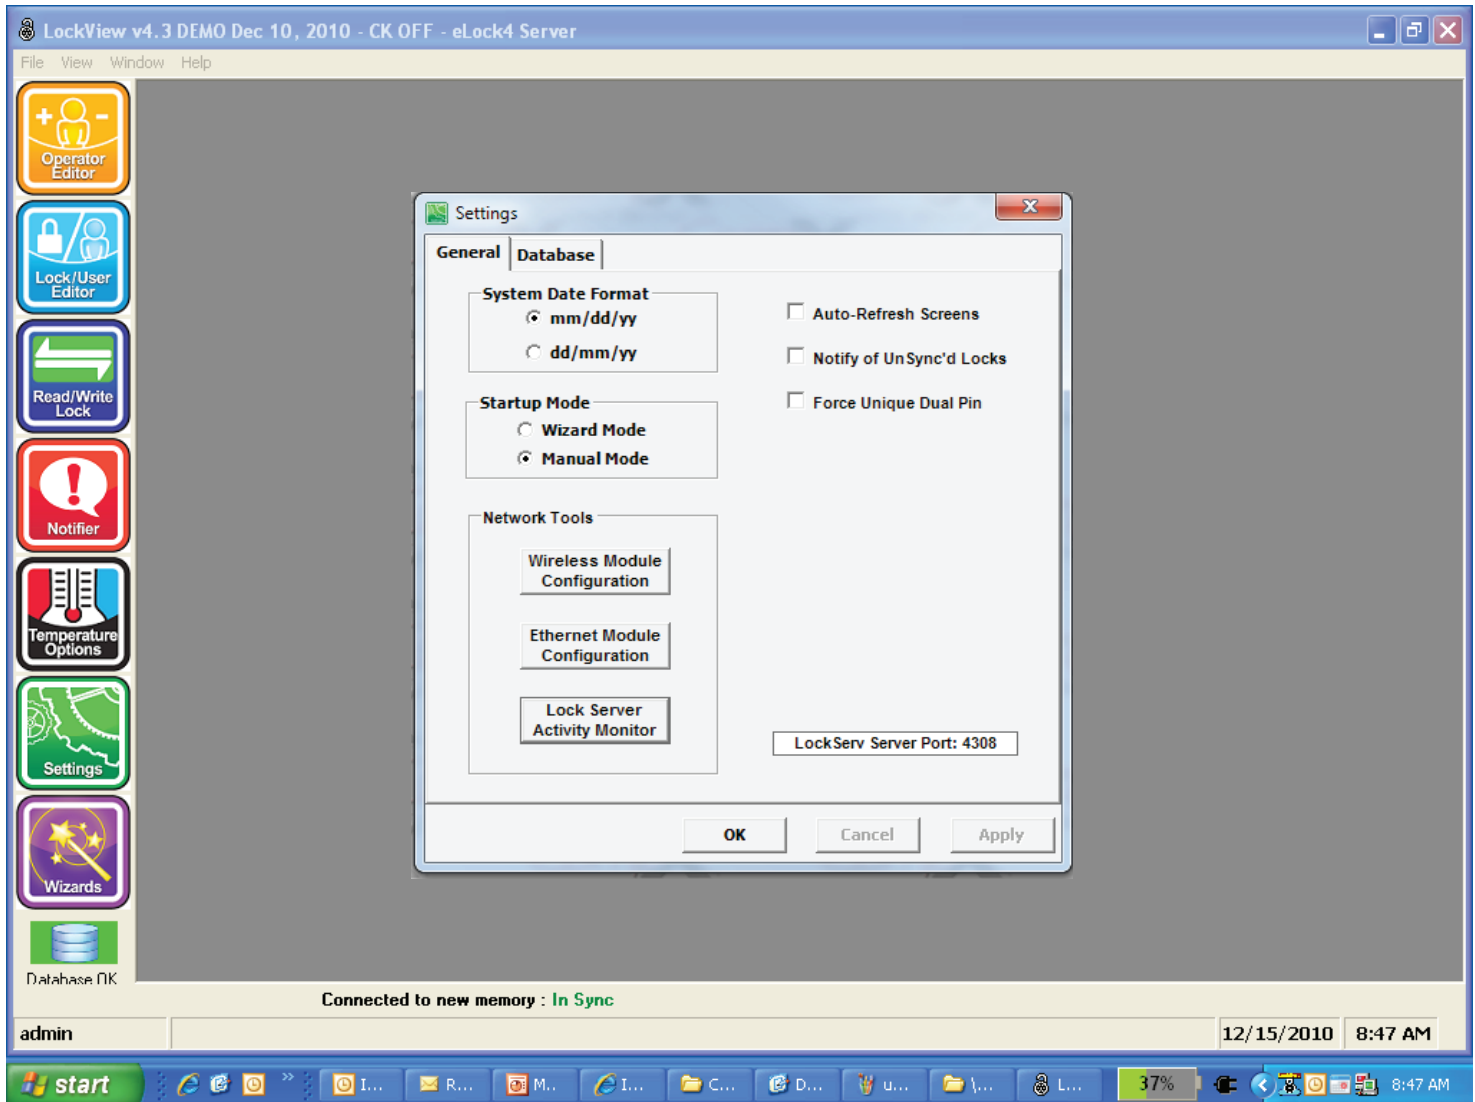 LockView v4.3 DEMO Dec 10, 2010 - CK OFF - eLock4 Server
File View Window Help
Operator
Editor
Lock/User
Editor
Read/Write
Lock
Notifier
Temperature
Options
Settings
Wizards
Database OK
Settings
General Database
System Date Format
mm/dd/yy
dd/mm/yy
Startup Mode
Wizard Mode
Manual Mode
Network Tools
Wireless Module
Configuration
Ethernet Module
Configuration
Lock Server
Activity Monitor
Auto-Refresh Screens
Notify of UnSync'd Locks
Force Unique Dual Pin
LockServ Server Port: 4308
OK Cancel Apply
Connected to new memory : In Sync
admin 12/15/2010 8:47 AM
start I... R... M.. I... C... D... u... \... L... 37% 8:47 AM